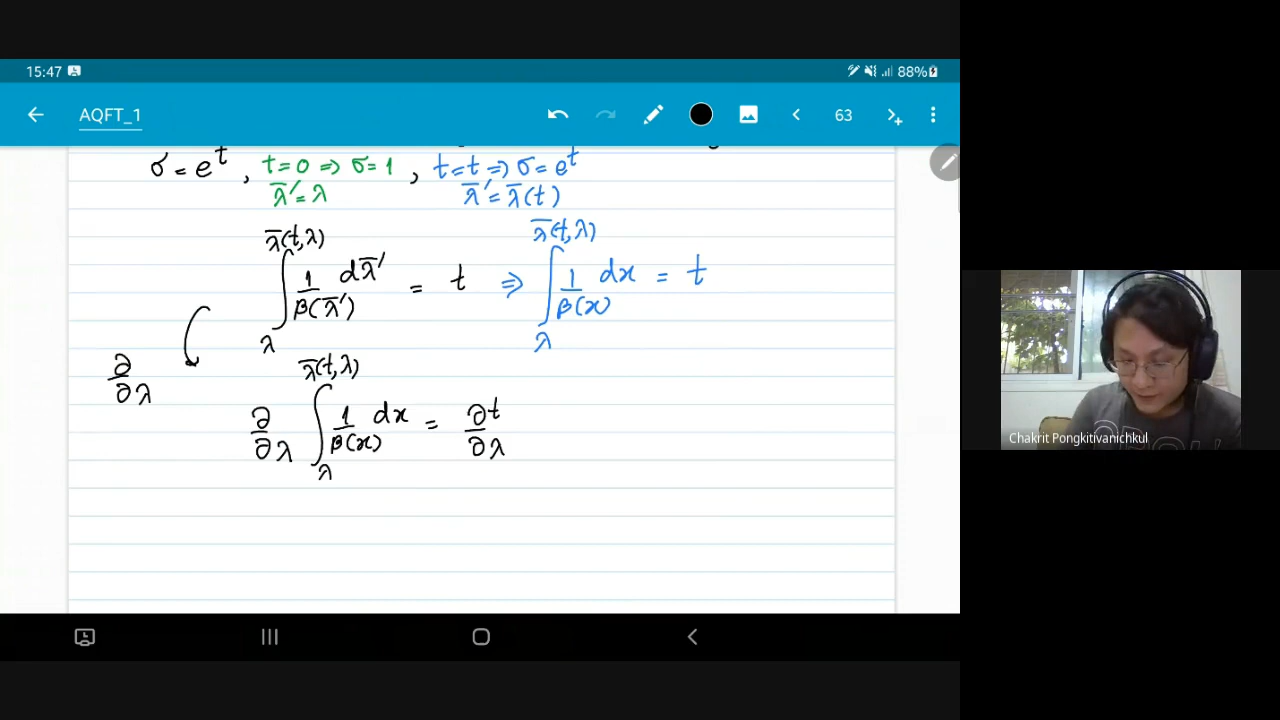 15:47 88%
AQFT_1 63
σ = e^t , t=0 ⇒ σ=1 , t=t ⇒ σ=e^t
λ̄′=λ λ̄′=λ̄(t)
∫_λ^{λ̄(t,λ)} 1/β(λ̄′) dλ̄′ = t ⇒ ∫_λ^{λ̄(t,λ)} 1/β(x) dx = t
∂/∂λ
∂/∂λ ∫_λ^{λ̄(t,λ)} 1/β(x) dx = ∂t/∂λ
Chakrit Pongkitivanichkul